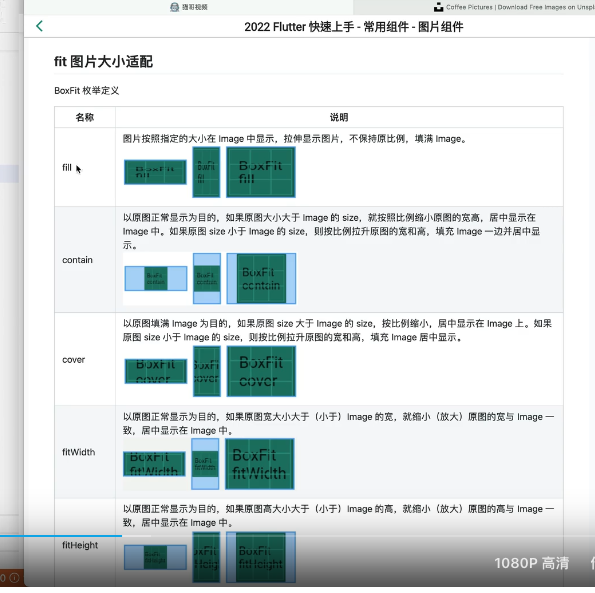 猫哥视频
Coffee Pictures | Download Free Images on Unspl
2022 Flutter 快速上手 - 常用组件 - 图片组件
fit 图片大小适配
BoxFit 枚举定义
名称 说明
图片按照指定的大小在 Image 中显示，拉伸显示图片，不保持原比例，填满 Image。
fill
BoxFit BoxFit BoxFit
fill fill fill
以原图正常显示为目的，如果原图大小大于 Image 的 size，就按照比例缩小原图的宽高，居中显示在
Image 中。如果原图 size 小于 Image 的 size，则按比例拉升原图的宽和高，填充 Image 一边并居中显
示。
contain
BoxFit BoxFit BoxFit
contain contain contain
以原图填满 Image 为目的，如果原图 size 大于 Image 的 size，按比例缩小，居中显示在 Image 上。如果
原图 size 小于 Image 的 size，则按比例拉升原图的宽和高，填充 Image 居中显示。
cover
BoxFit BoxFit BoxFit
cover cover cover
以原图正常显示为目的，如果原图宽大小大于（小于）Image 的宽，就缩小（放大）原图的宽与 Image 一
致，居中显示在 Image 中。
fitWidth
BoxFit BoxFit BoxFit
fitWidth fitWidth fitWidth
以原图正常显示为目的，如果原图高大小大于（小于）Image 的高，就缩小（放大）原图的高与 Image 一
致，居中显示在 Image 中。
fitHeight
BoxFit BoxFit
fitHeigh
1080P 高清
0